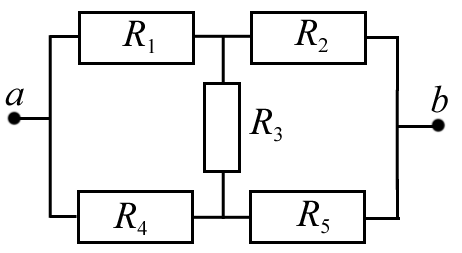 R₁ R₂
a b
R₃
R₄ R₅